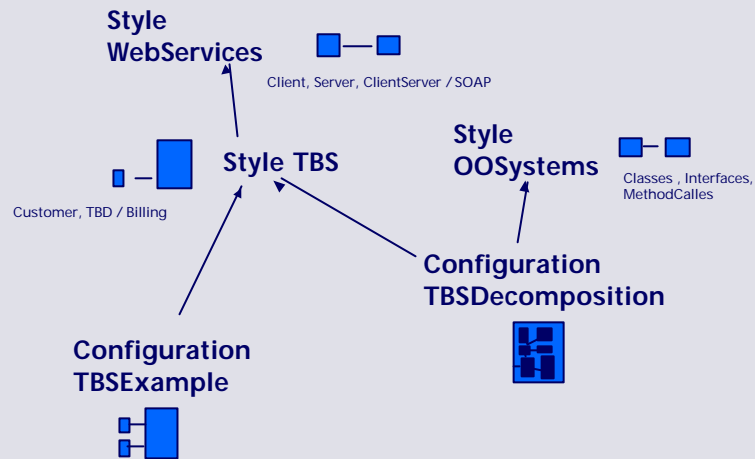 Style
WebServices
Client, Server, ClientServer / SOAP
Style TBS
Customer, TBD / Billing
Style
OOSystems
Classes , Interfaces,
MethodCalles
Configuration
TBSDecomposition
Configuration
TBSExample